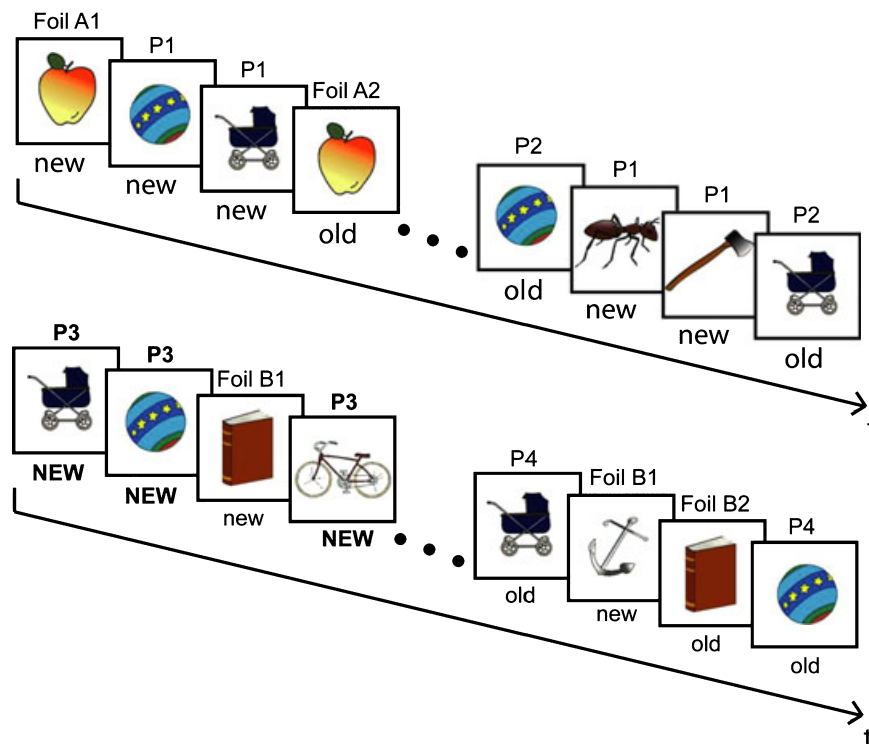 Foil A1
P1
P1
Foil A2
new
new
new
old
P2
P1
P1
P2
old
new
new
old
P3
P3
Foil B1
P3
NEW
NEW
new
NEW
P4
Foil B1
Foil B2
P4
old
new
old
old
t